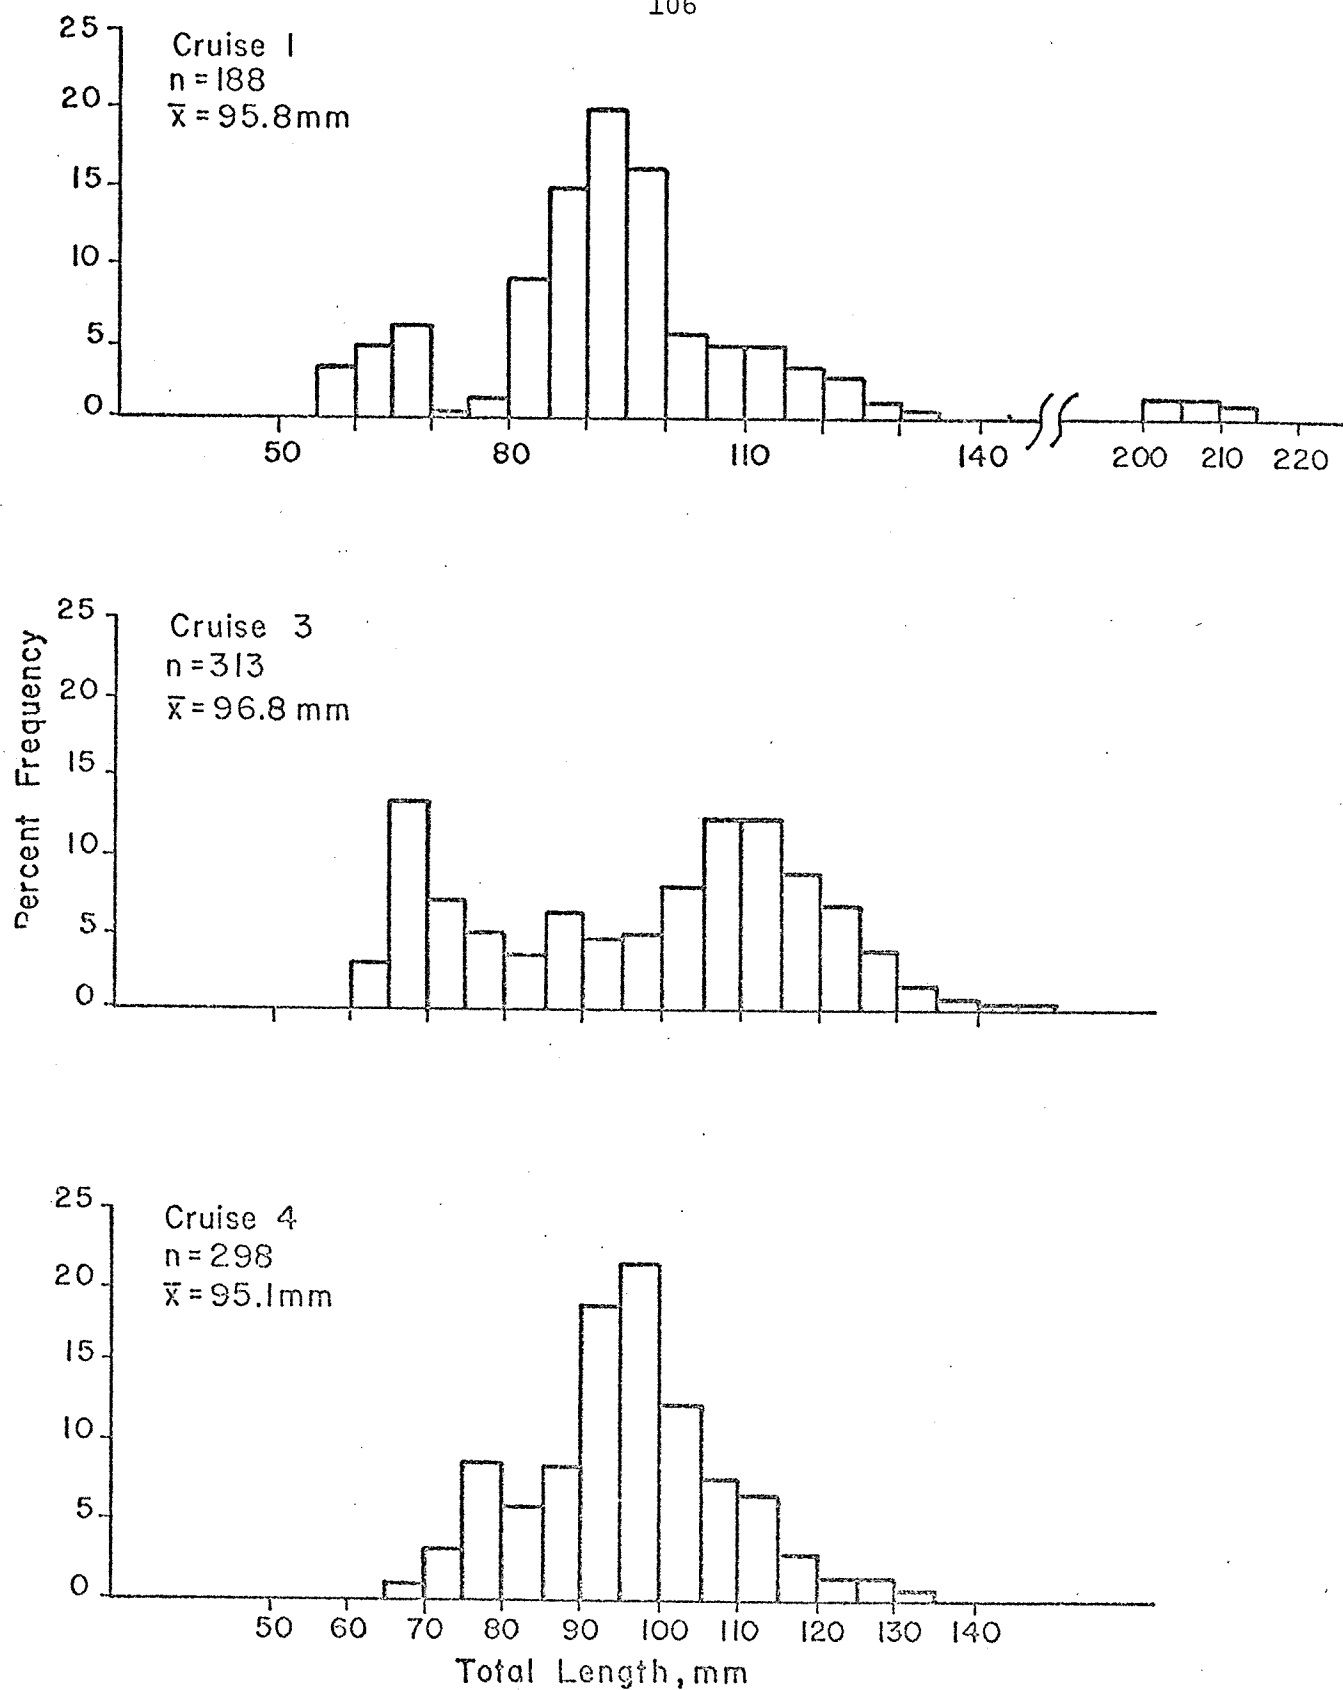 106
25
Cruise 1
n=188
20
x̄=95.8mm
15
10
5
0
50 80 110 140 200 210 220
25
Cruise 3
n=313
20
x̄=96.8 mm
15
10
5
0
Percent Frequency
25
Cruise 4
n=298
20
x̄=95.1mm
15
10
5
0
50 60 70 80 90 100 110 120 130 140
Total Length, mm